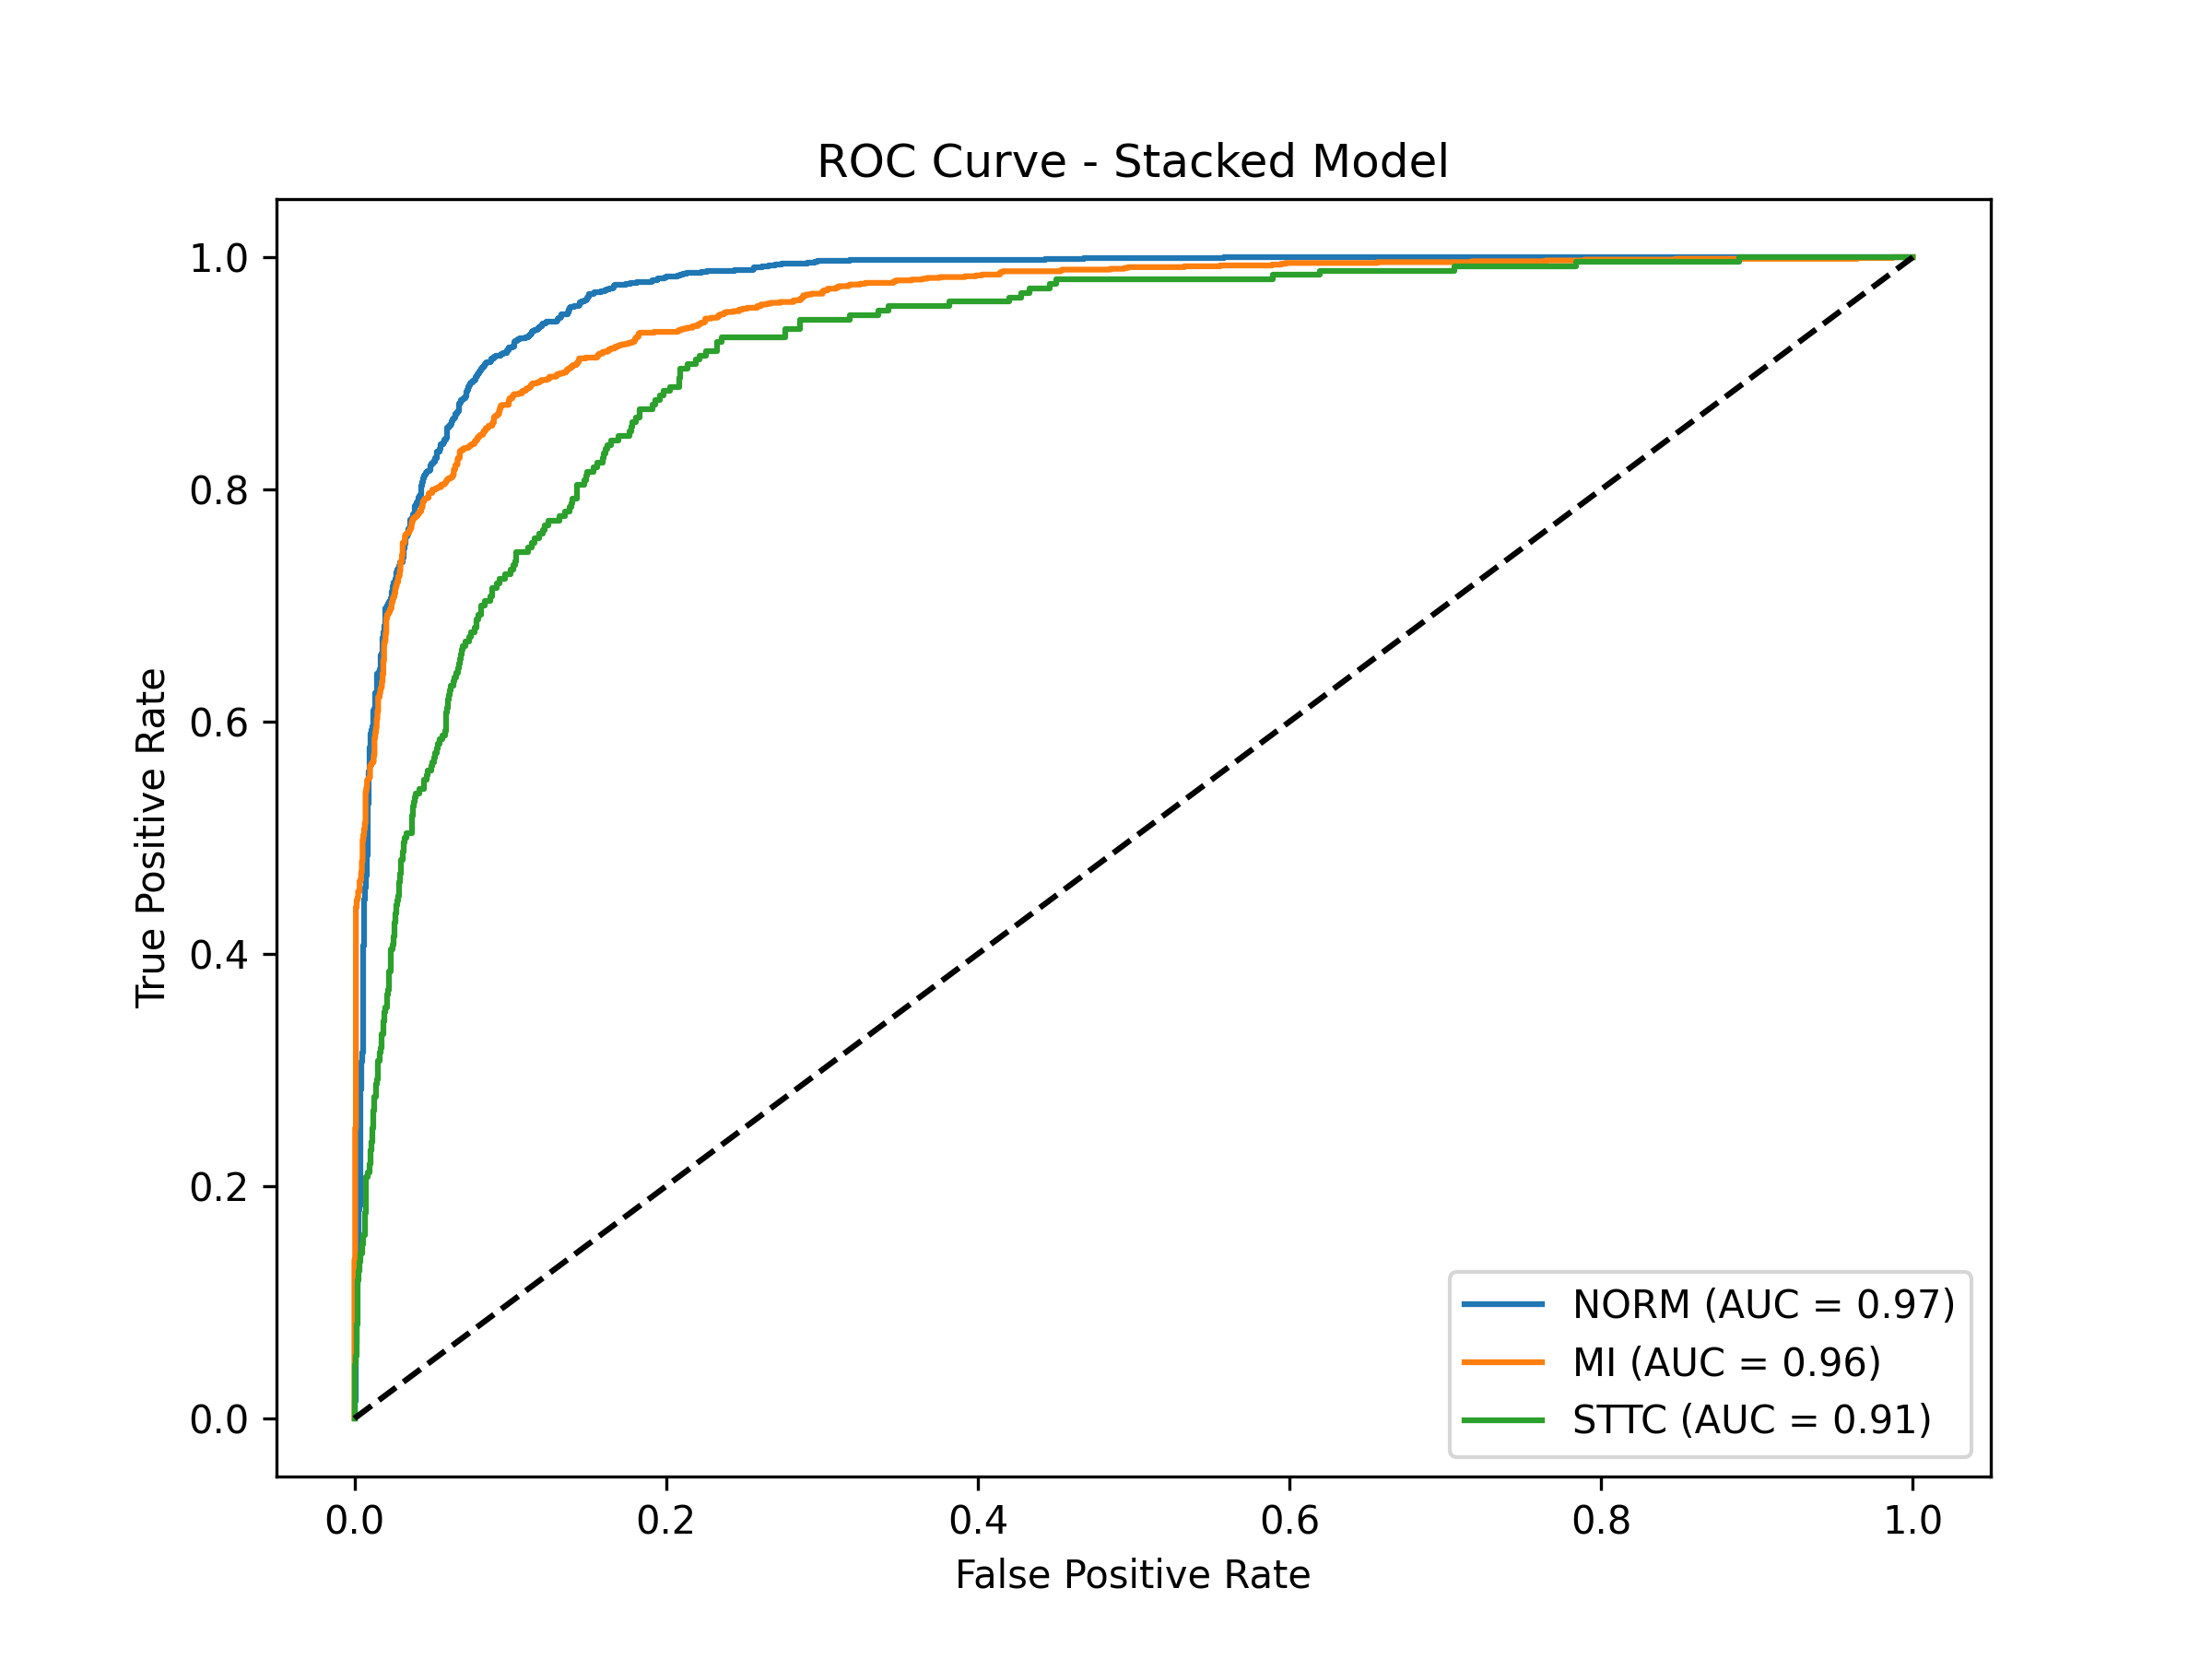 ROC Curve - Stacked Model
True Positive Rate
1.0
0.8
0.6
0.4
0.2
0.0
NORM (AUC = 0.97)
MI (AUC = 0.96)
STTC (AUC = 0.91)
0.0 0.2 0.4 0.6 0.8 1.0
False Positive Rate